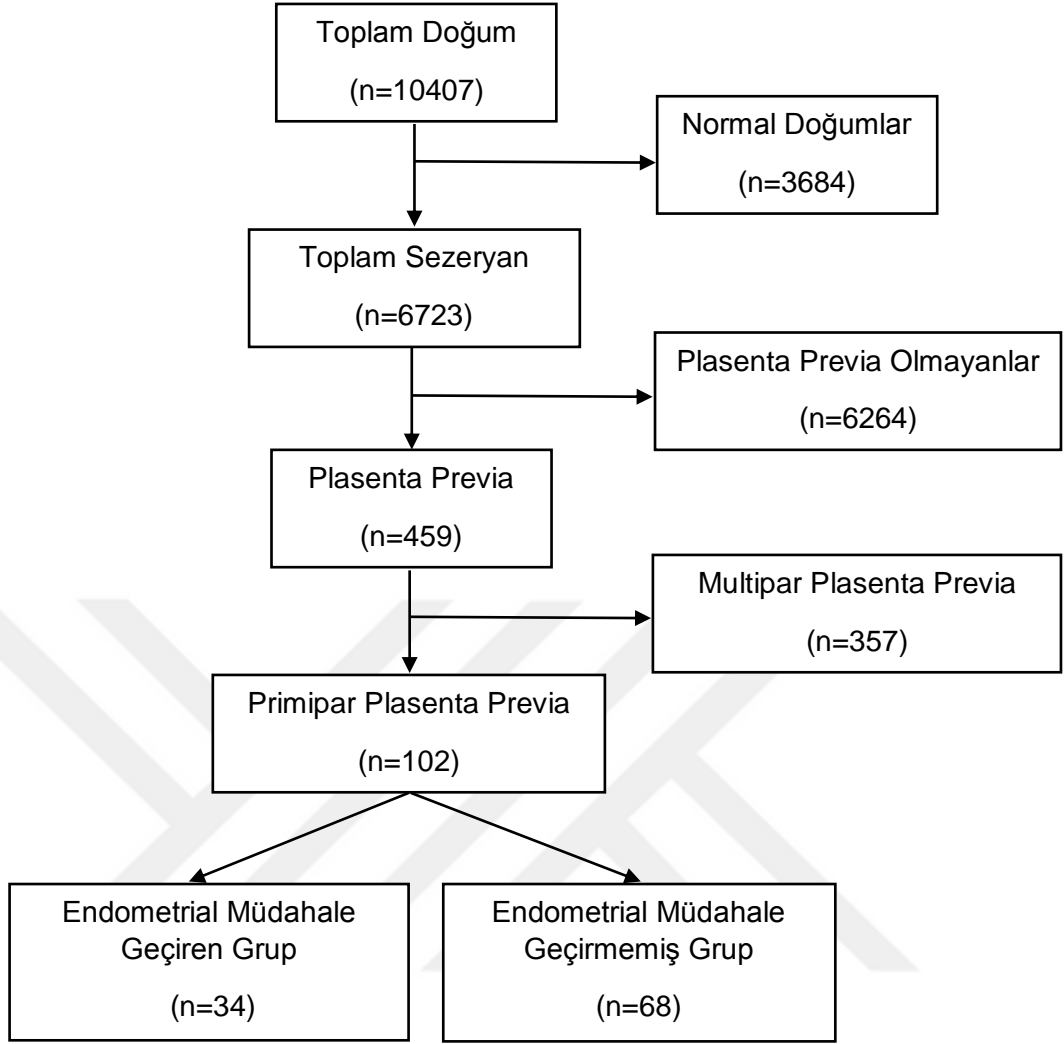 Toplam Doğum
(n=10407)
Normal Doğumlar
(n=3684)
Toplam Sezeryan
(n=6723)
Plasenta Previa Olmayanlar
(n=6264)
Plasenta Previa
(n=459)
Multipar Plasenta Previa
(n=357)
Primipar Plasenta Previa
(n=102)
Endometrial Müdahale
Geçiren Grup
(n=34)
Endometrial Müdahale
Geçirmemiş Grup
(n=68)